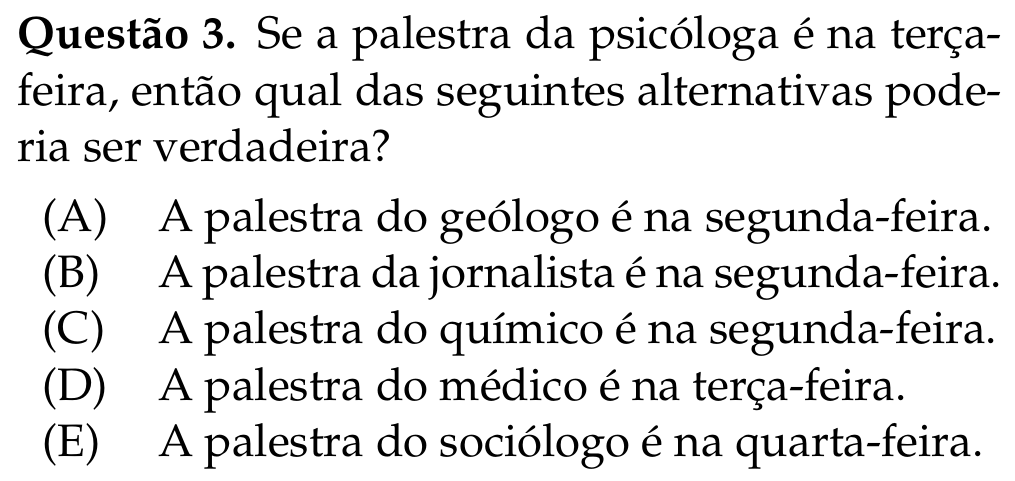 Questão 3. Se a palestra da psicóloga é na terça-
feira, então qual das seguintes alternativas pode-
ria ser verdadeira?
(A) A palestra do geólogo é na segunda-feira.
(B) A palestra da jornalista é na segunda-feira.
(C) A palestra do químico é na segunda-feira.
(D) A palestra do médico é na terça-feira.
(E) A palestra do sociólogo é na quarta-feira.